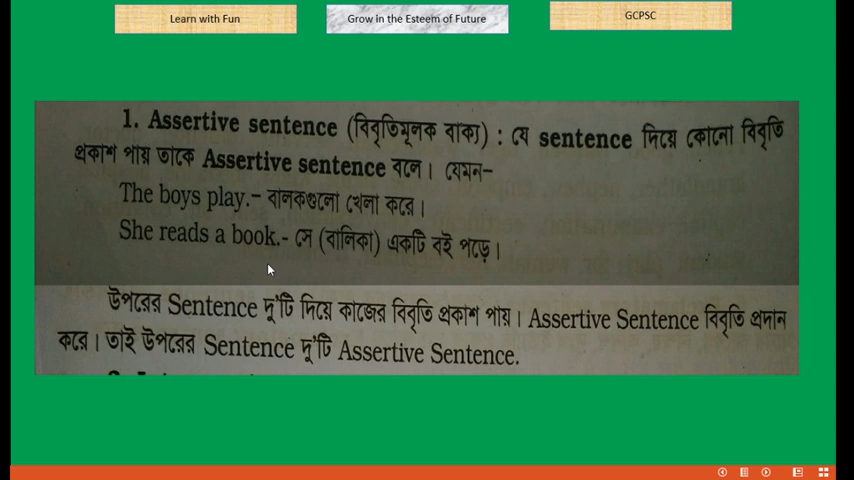 Learn with Fun
Grow in the Esteem of Future
GCPSC
1. Assertive sentence (বিবৃতিমূলক বাক্য) : যে sentence দিয়ে কোনো বিবৃতি
প্রকাশ পায় তাকে Assertive sentence বলে। যেমন–
The boys play.– বালকগুলো খেলা করে।
She reads a book.- সে (বালিকা) একটি বই পড়ে।
উপরের Sentence দু'টি দিয়ে কাজের বিবৃতি প্রকাশ পায়। Assertive Sentence বিবৃতি প্রদান
করে। তাই উপরের Sentence দু'টি Assertive Sentence.